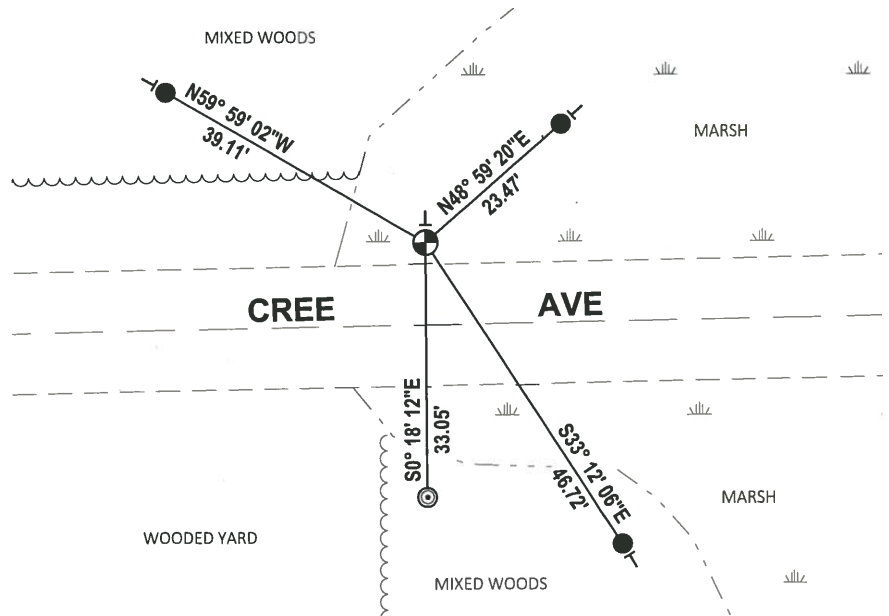 MIXED WOODS
N59° 59' 02"W
39.11'
N48° 59' 20"E
23.47'
MARSH
CREE AVE
S0° 18' 12"E
33.05'
S33° 12' 06"E
46.72'
MARSH
WOODED YARD
MIXED WOODS